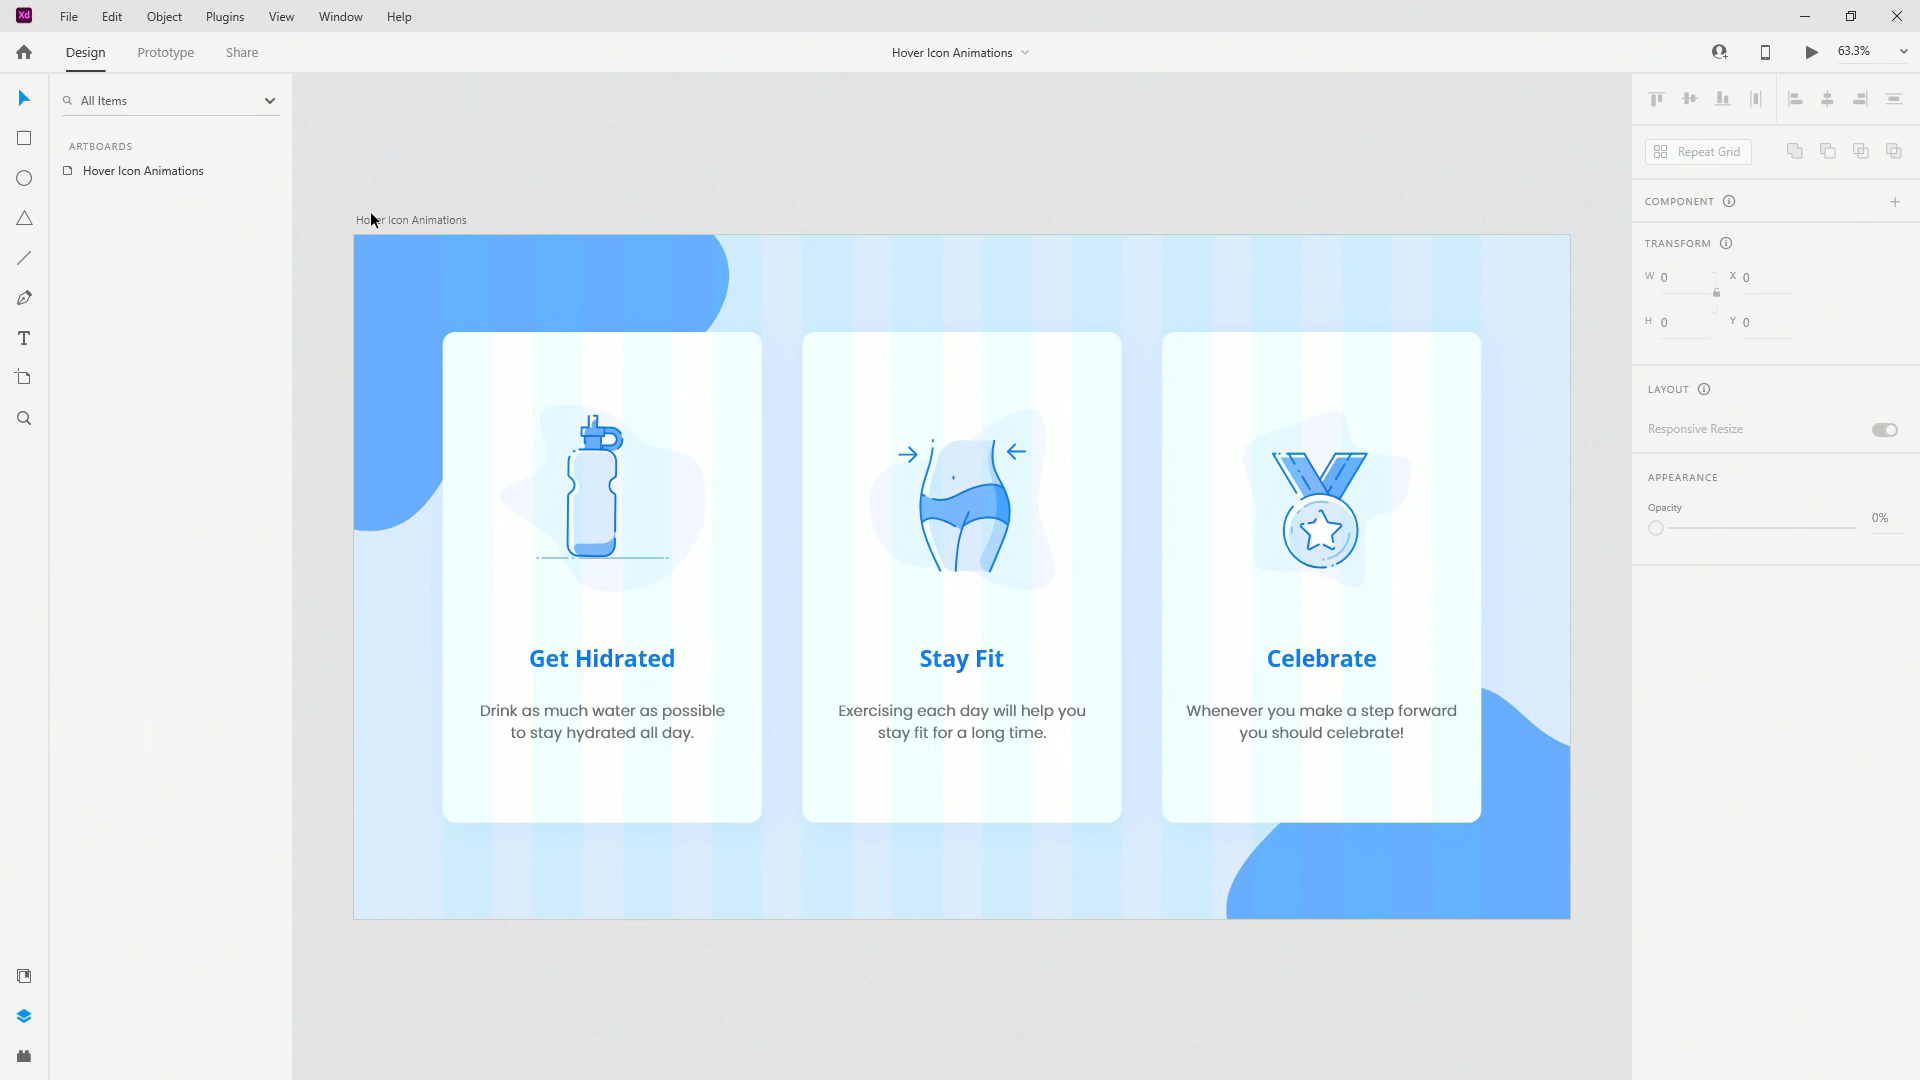 Xd File Edit Object Plugins View Window Help
Design Prototype Share
Hover Icon Animations
63.3%
All Items
ARTBOARDS
Hover Icon Animations
Hover Icon Animations
Get Hidrated
Drink as much water as possible
to stay hydrated all day.
Stay Fit
Exercising each day will help you
stay fit for a long time.
Celebrate
Whenever you make a step forward
you should celebrate!
Repeat Grid
COMPONENT
TRANSFORM
W 0 X 0
H 0 Y 0
LAYOUT
Responsive Resize
APPEARANCE
Opacity
0%